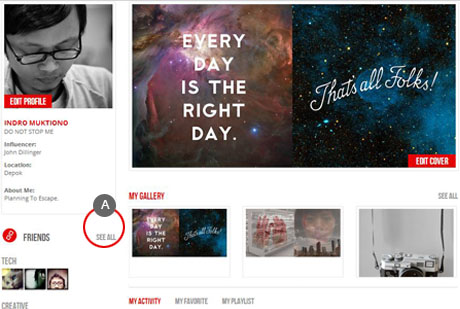 EDIT PROFILE
INDRO MUKTIONO
DO NOT STOP ME
Influencer:
John Dillinger
Location:
Depok
About Me:
Planning To Escape.
A
FRIENDS
SEE ALL
TECH
CREATIVE
EVERY
DAY
IS THE
RIGHT
DAY.
That's all Folks!
EDIT COVER
MY GALLERY
SEE ALL
EVERY
DAY
IS THE
RIGHT
DAY.
That's all Folks!
MY ACTIVITY
MY FAVORITE
MY PLAYLIST